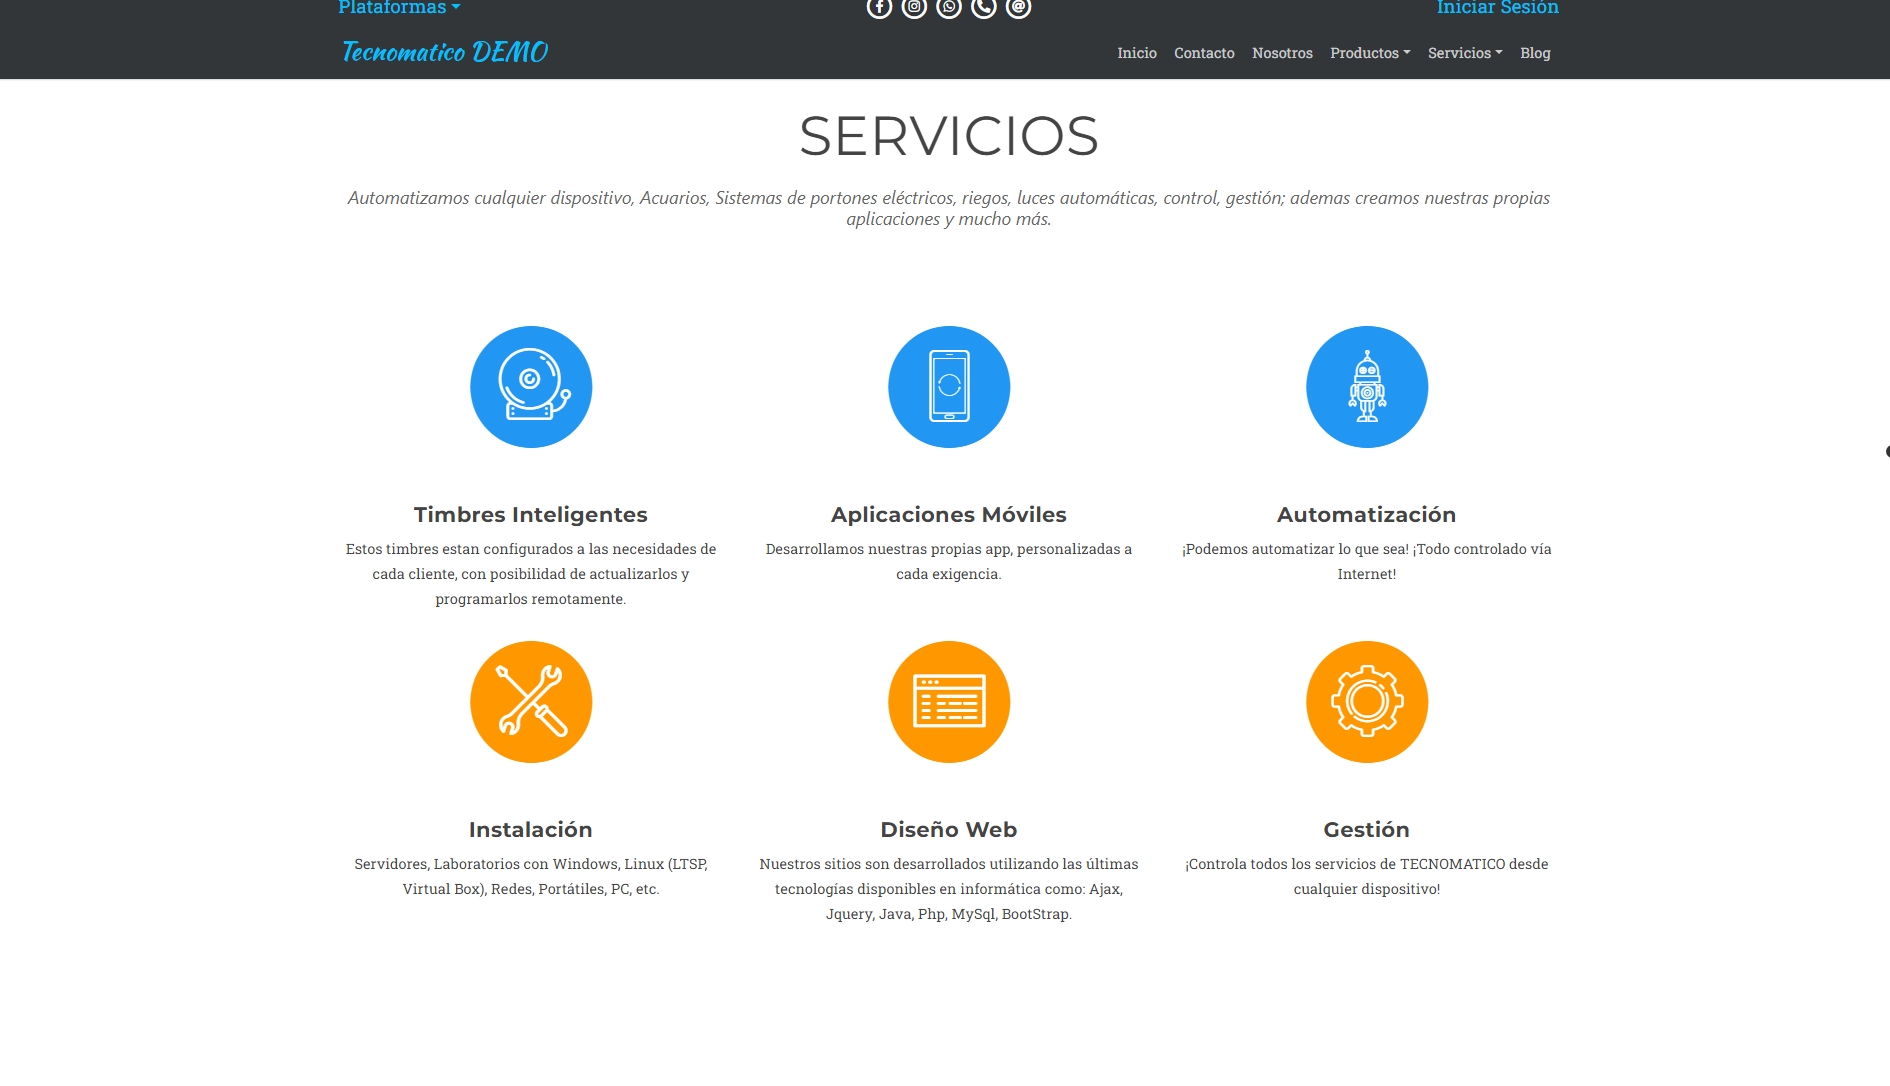 Plataformas
Iniciar Sesión
Tecnomatico DEMO
Inicio Contacto Nosotros Productos Servicios Blog
SERVICIOS
Automatizamos cualquier dispositivo, Acuarios, Sistemas de portones eléctricos, riegos, luces automáticas, control, gestión; ademas creamos nuestras propias
aplicaciones y mucho más.
Timbres Inteligentes
Estos timbres estan configurados a las necesidades de
cada cliente, con posibilidad de actualizarlos y
programarlos remotamente.
Aplicaciones Móviles
Desarrollamos nuestras propias app, personalizadas a
cada exigencia.
Automatización
¡Podemos automatizar lo que sea! ¡Todo controlado vía
Internet!
Instalación
Servidores, Laboratorios con Windows, Linux (LTSP,
Virtual Box), Redes, Portátiles, PC, etc.
Diseño Web
Nuestros sitios son desarrollados utilizando las últimas
tecnologías disponibles en informática como: Ajax,
Jquery, Java, Php, MySql, BootStrap.
Gestión
¡Controla todos los servicios de TECNOMATICO desde
cualquier dispositivo!